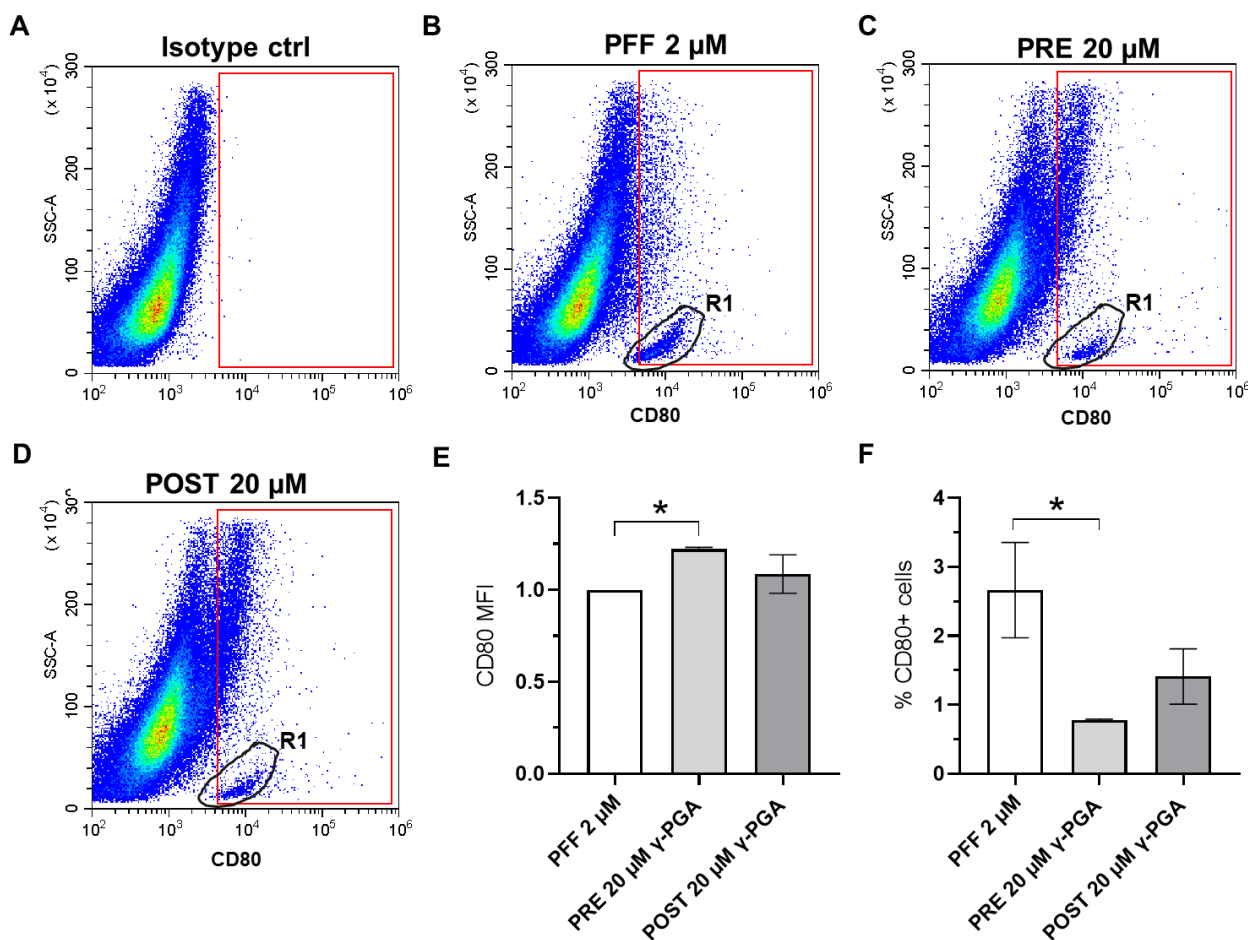 A
Isotype ctrl
(x 10⁴)
SSC-A
300
200
100
0
10² 10³ 10⁴ 10⁵ 10⁶
B
PFF 2 µM
(x 10⁴)
SSC-A
300
200
100
0
R1
10² 10³ 10⁴ 10⁵ 10⁶
CD80
C
PRE 20 µM
(x 10⁴)
SSC-A
300
200
100
0
R1
10² 10³ 10⁴ 10⁵ 10⁶
CD80
D
POST 20 µM
(x 10⁴)
SSC-A
200
100
0
R1
10² 10³ 10⁴ 10⁵ 10⁶
CD80
E
CD80 MFI
1.5
1.0
0.5
0.0
*
PFF 2 µM
PRE 20 µM γ-PGA
POST 20 µM γ-PGA
F
% CD80+ cells
4
3
2
1
0
*
PFF 2 µM
PRE 20 µM γ-PGA
POST 20 µM γ-PGA